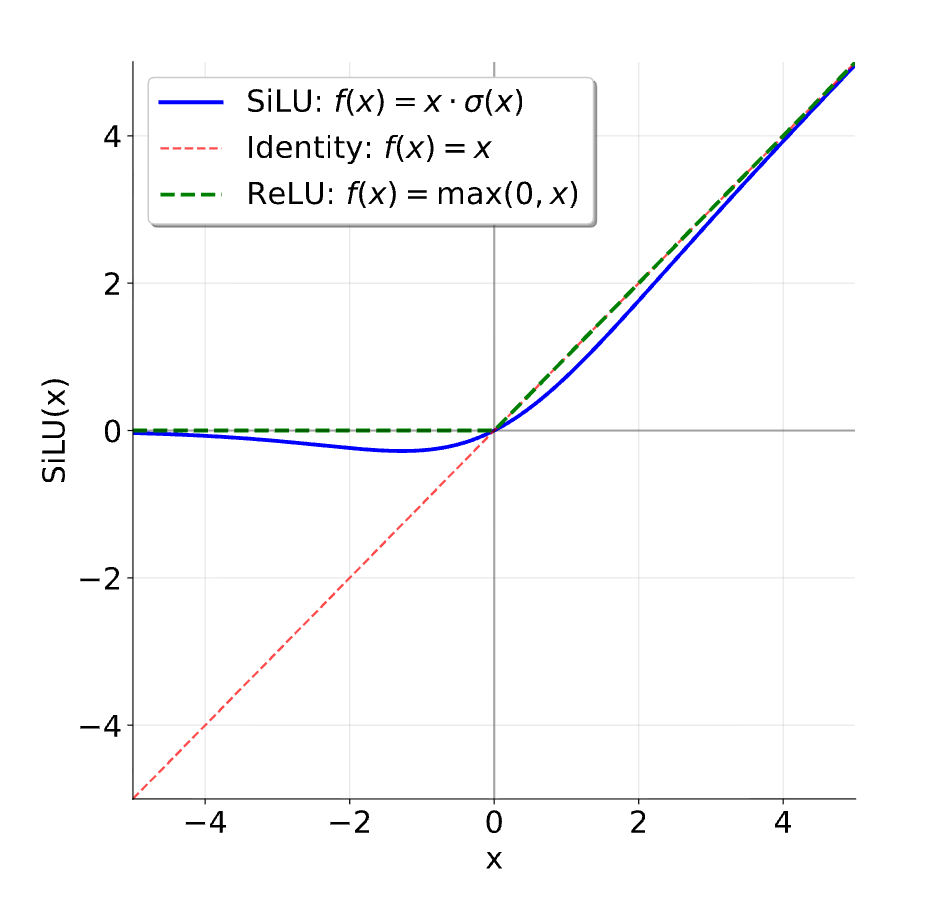 SiLU: f(x) = x · σ(x)
Identity: f(x) = x
ReLU: f(x) = max(0, x)
4
2
0
−2
−4
SiLU(x)
−4 −2 0 2 4
x